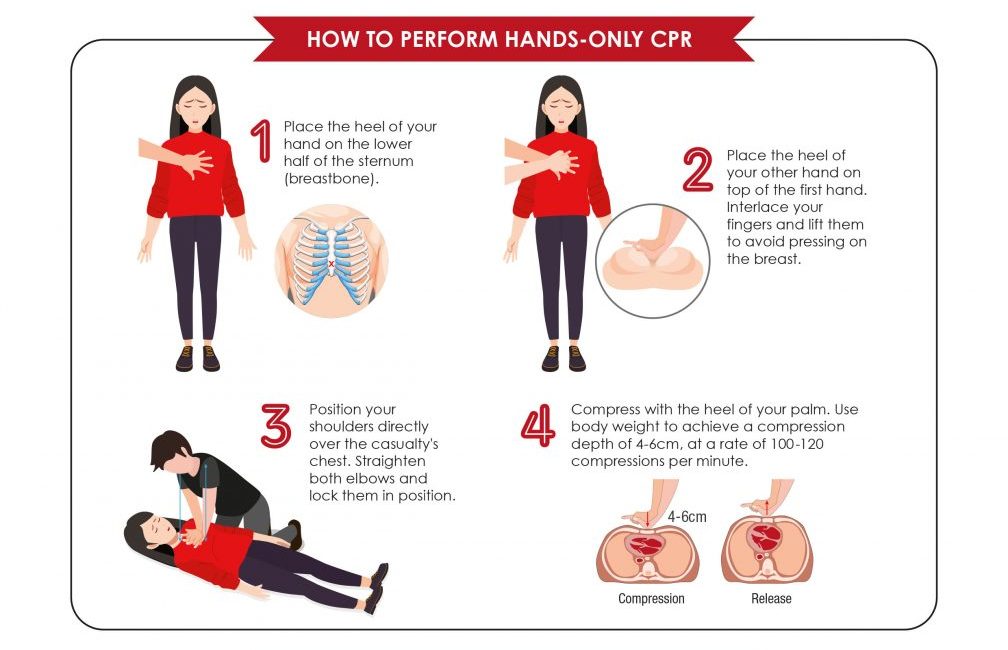 HOW TO PERFORM HANDS-ONLY CPR
1
Place the heel of your
hand on the lower
half of the sternum
(breastbone).
x
2
Place the heel of
your other hand on
top of the first hand.
Interlace your
fingers and lift them
to avoid pressing on
the breast.
3
Position your
shoulders directly
over the casualty's
chest. Straighten
both elbows and
lock them in position.
4
Compress with the heel of your palm. Use
body weight to achieve a compression
depth of 4-6cm, at a rate of 100-120
compressions per minute.
4-6cm
Compression
Release